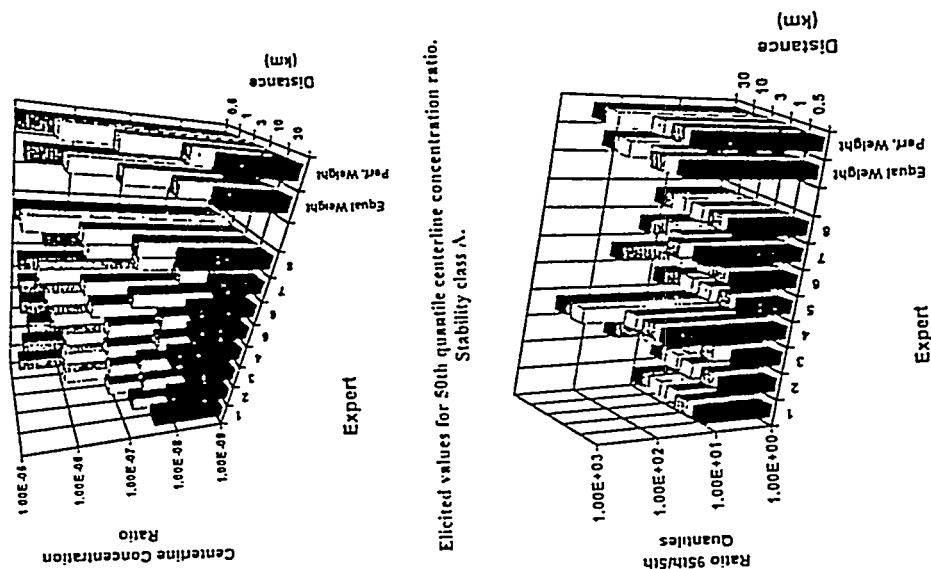 1.00E-05
1.00E-06
1.00E-07
1.00E-08
1.00E-09
Centerline Concentration
Ratio
Expert
1
2
3
4
5
6
7
8
Equal Weight
Perf. Weight
30
10
3
1
0.5
Distance
(km)
Elicited values for 50th quantile centerline concentration ratio.
Stability class A.
1.00E+03
1.00E+02
1.00E+01
1.00E+00
Ratio 95th/5th
Quantiles
Expert
1
2
3
4
5
6
7
8
Equal Weight
Perf. Weight
30
10
3
1
0.5
Distance
(km)